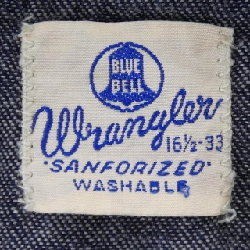 BLUE
BELL
Wrangler
16½-33
"SANFORIZED"
WASHABLE